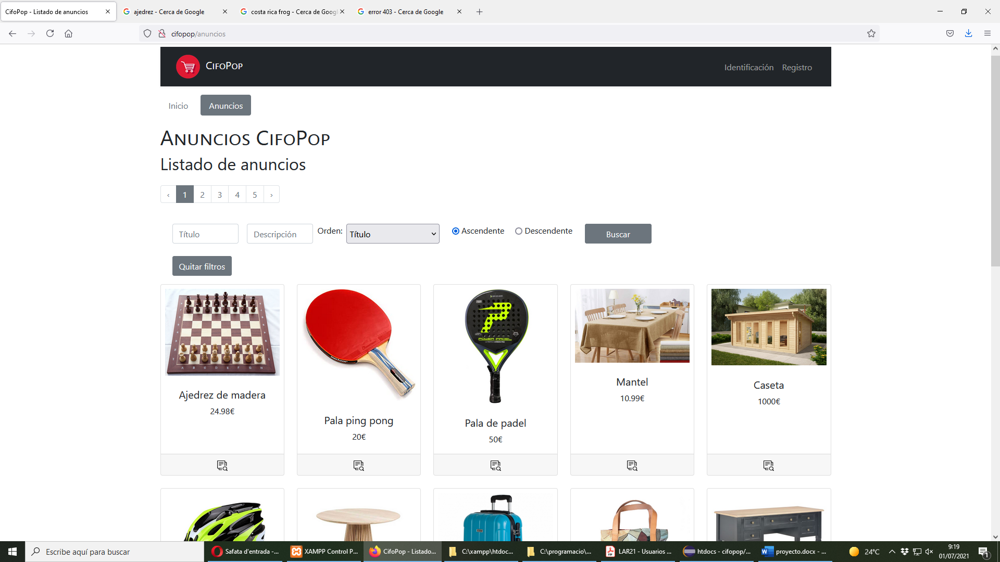 CifoPop - Listado de anuncios
ajedrez - Cerca de Google
costa rica frog - Cerca de Goog
error 403 - Cerca de Google
cifopop/anuncios
CifoPop
Identificación Registro
Inicio Anuncios
Anuncios CifoPop
Listado de anuncios
‹ 1 2 3 4 5 ›
Título Descripción Orden: Título Ascendente Descendente Buscar
Quitar filtros
POWER PADEL
A B C D E F G H
Ajedrez de madera
24.98€
Pala ping pong
20€
Pala de padel
50€
Mantel
10.99€
Caseta
1000€
Escribe aquí para buscar
Safata d'entrada -...
XAMPP Control P...
CifoPop - Listado...
C:\xampp\htdoc...
C:\programacio\...
LAR21 - Usuarios ...
htdocs - cifopop/...
proyecto.docx - ...
24°C
9:19
01/07/2021
1